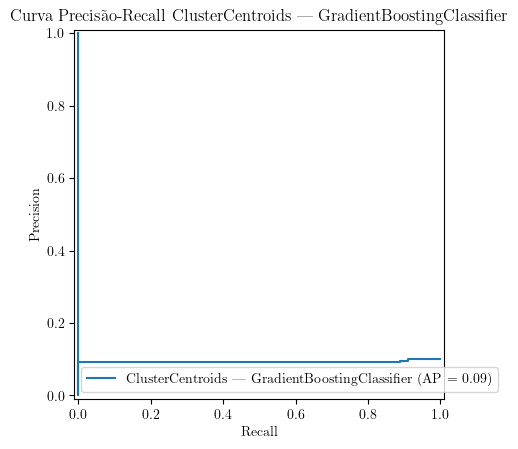 Curva Precisão-Recall ClusterCentroids — GradientBoostingClassifier
1.0
0.8
0.6
0.4
0.2
0.0
Precision
ClusterCentroids — GradientBoostingClassifier (AP = 0.09)
0.0 0.2 0.4 0.6 0.8 1.0
Recall